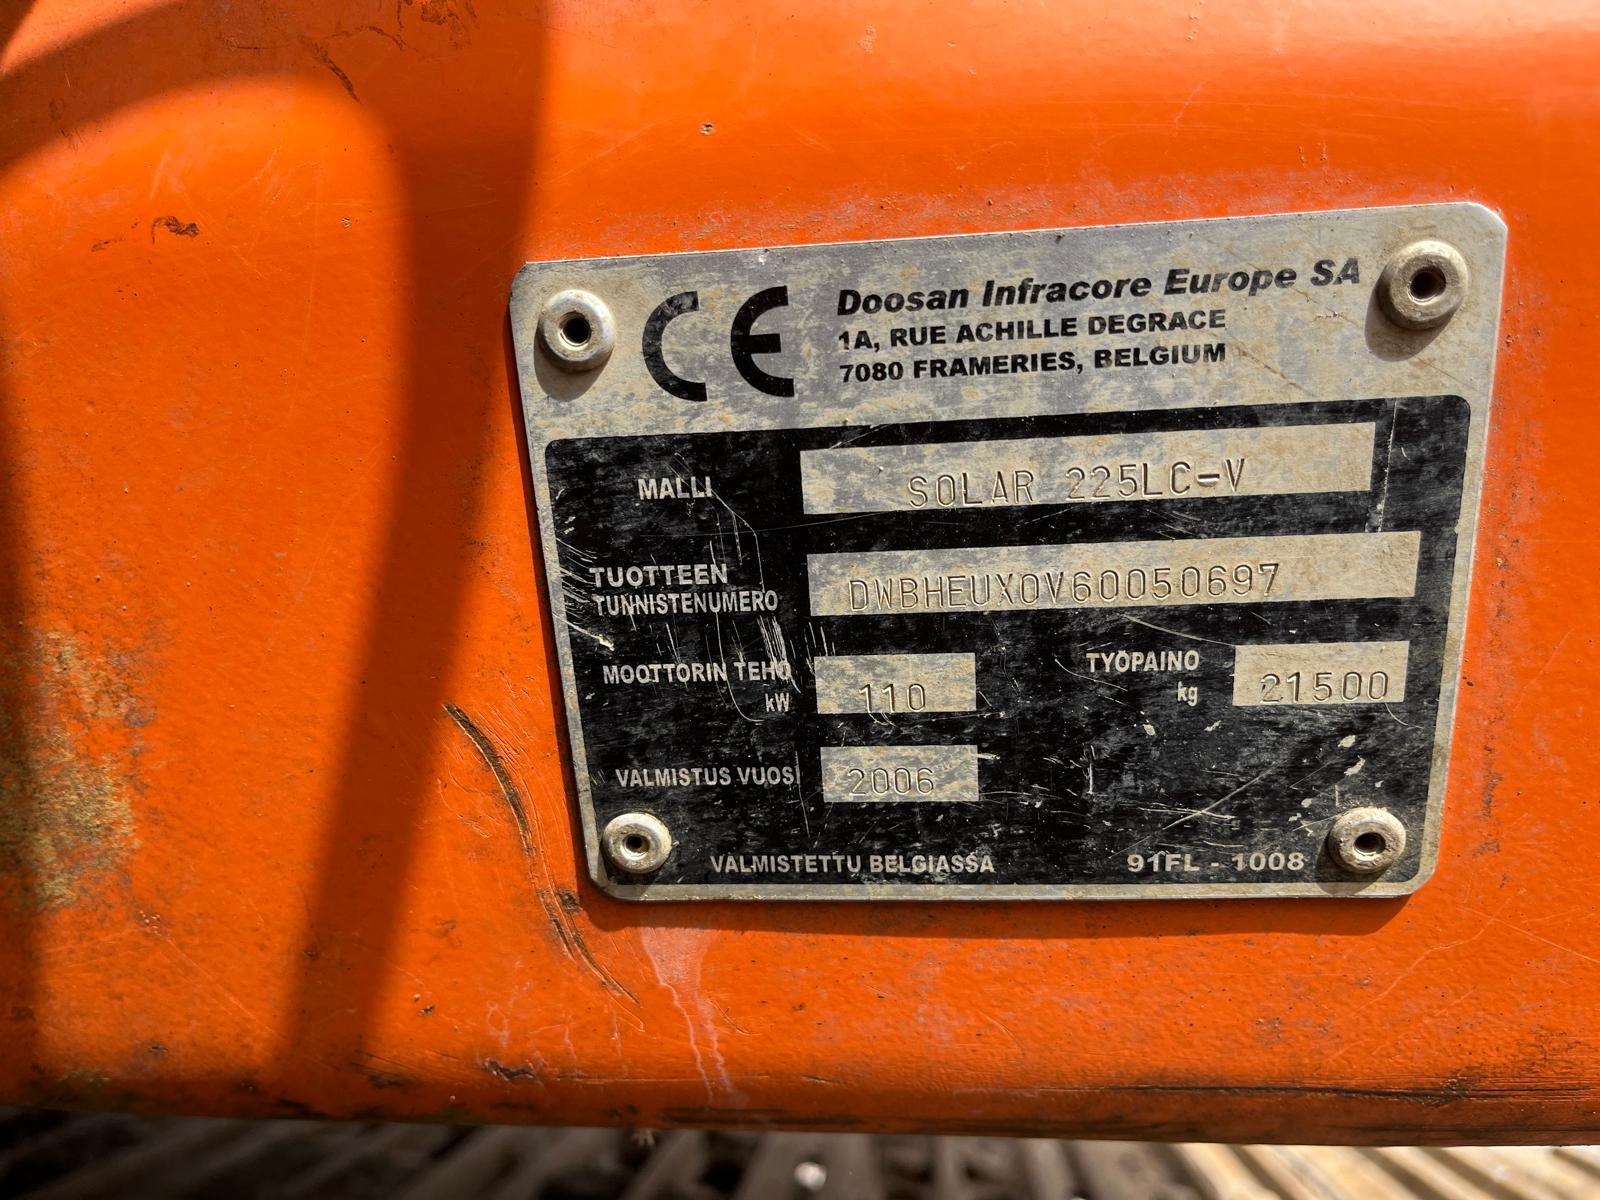 CE
Doosan Infracore Europe SA
1A, RUE ACHILLE DEGRACE
7080 FRAMERIES, BELGIUM
MALLI SOLAR 225LC-V
TUOTTEEN
TUNNISTENUMERO DWBHEUX0V60050697
MOOTTORIN TEHO
kW 110
TYÖPAINO
kg 21500
VALMISTUS VUOSI 2006
VALMISTETTU BELGIASSA 91FL - 1008